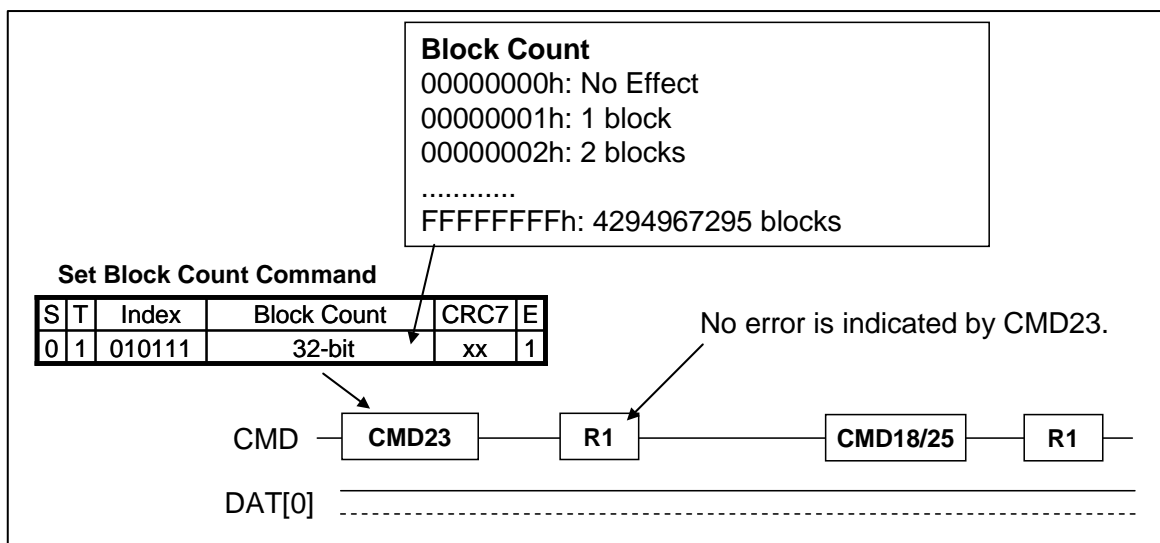 Block Count
00000000h: No Effect
00000001h: 1 block
00000002h: 2 blocks
............
FFFFFFFFh: 4294967295 blocks
Set Block Count Command
S T Index Block Count CRC7 E
0 1 010111 32-bit xx 1
No error is indicated by CMD23.
CMD CMD23 R1 CMD18/25 R1
DAT[0]